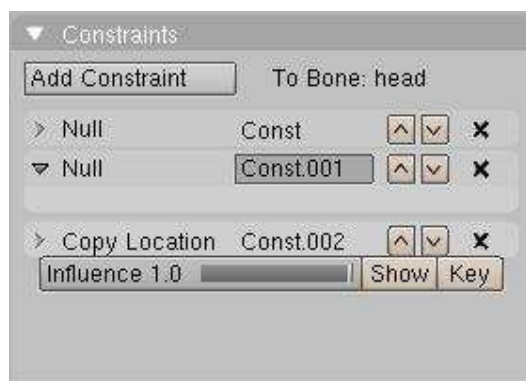 Constraints
Add Constraint To Bone: head
Null Const
Null Const.001
Copy Location Const.002
Influence 1.0 Show Key